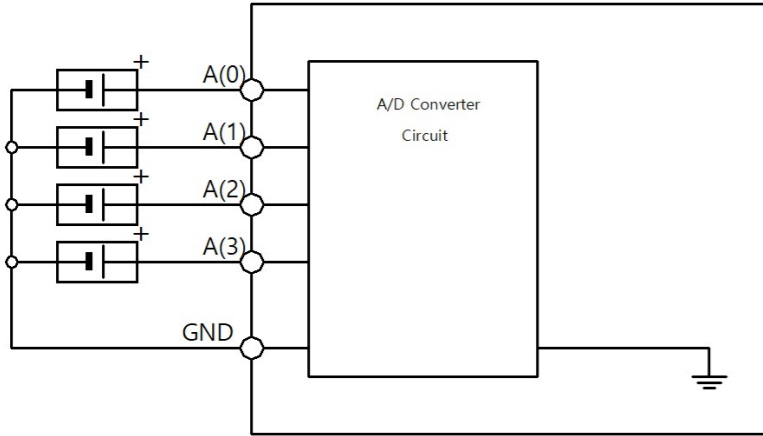 +
A(0)
A/D Converter
Circuit
+
A(1)
+
A(2)
+
A(3)
GND